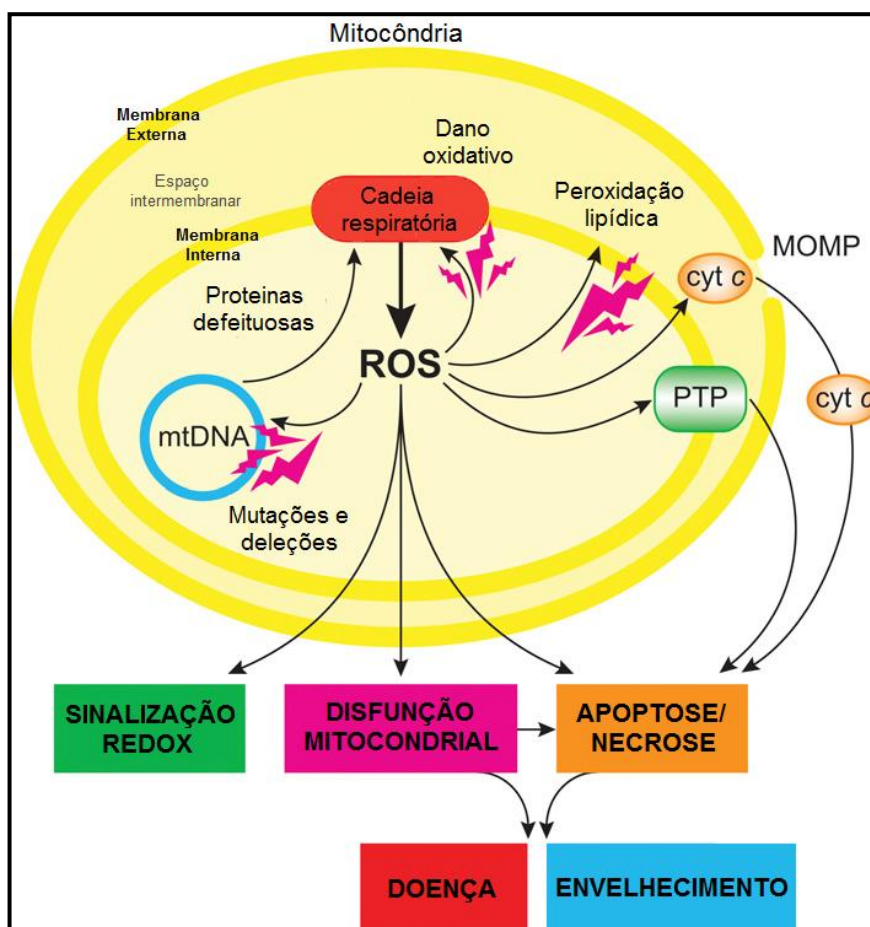 Mitocôndria
Membrana
Externa
Dano
oxidativo
Espaço
intermembranar
Cadeia
respiratória
Peroxidação
lipídica
Membrana
Interna
MOMP
cyt c
Proteinas
defeituosas
ROS
PTP
cyt c
mtDNA
Mutações e
deleções
SINALIZAÇÃO
REDOX
DISFUNÇÃO
MITOCONDRIAL
APOPTOSE/
NECROSE
DOENÇA
ENVELHECIMENTO